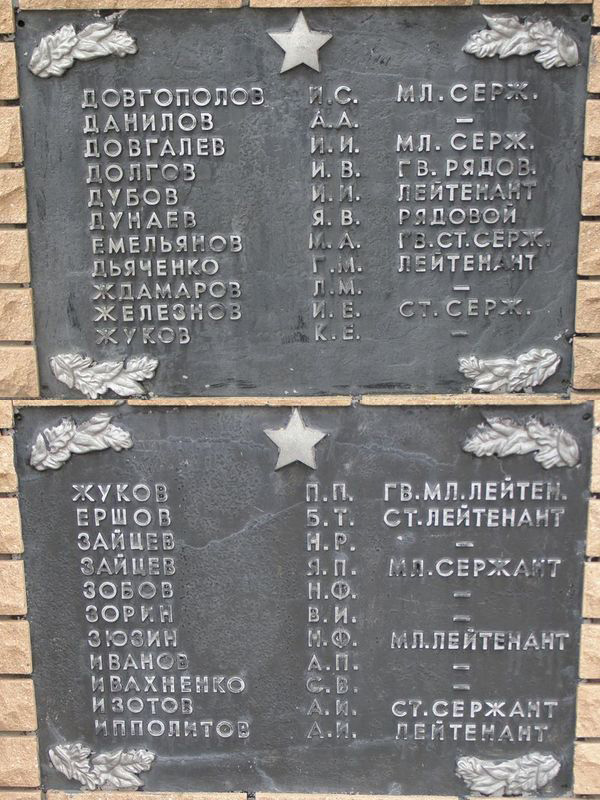 ДОВГОПОЛОВ И.С. МЛ.СЕРЖ.
ДАНИЛОВ А.А. —
ДОВГАЛЕВ И.И. МЛ.СЕРЖ.
ДОЛГОВ И.В. ГВ.РЯДОВ.
ДУБОВ И.И. ЛЕЙТЕНАНТ
ДУНАЕВ Я.В. РЯДОВОЙ
ЕМЕЛЬЯНОВ М.А. ГВ.СТ.СЕРЖ.
ДЬЯЧЕНКО Г.М. ЛЕЙТЕНАНТ
ЖДАМАРОВ Л.М. —
ЖЕЛЕЗНОВ И.Е. СТ.СЕРЖ.
ЖУКОВ К.Е. —
ЖУКОВ П.П. ГВ.МЛ.ЛЕЙТЕН.
ЕРШОВ Б.Т. СТ.ЛЕЙТЕНАНТ
ЗАЙЦЕВ Н.Р. —
ЗАЙЦЕВ Я.П. МЛ.СЕРЖАНТ
ЗОБОВ Н.Ф. —
ЗОРИН В.И. —
ЗЮЗИН Н.Ф. МЛ.ЛЕЙТЕНАНТ
ИВАНОВ А.П. —
ИВАХНЕНКО С.В. —
ИЗОТОВ А.И. СТ.СЕРЖАНТ
ИППОЛИТОВ А.И. ЛЕЙТЕНАНТ